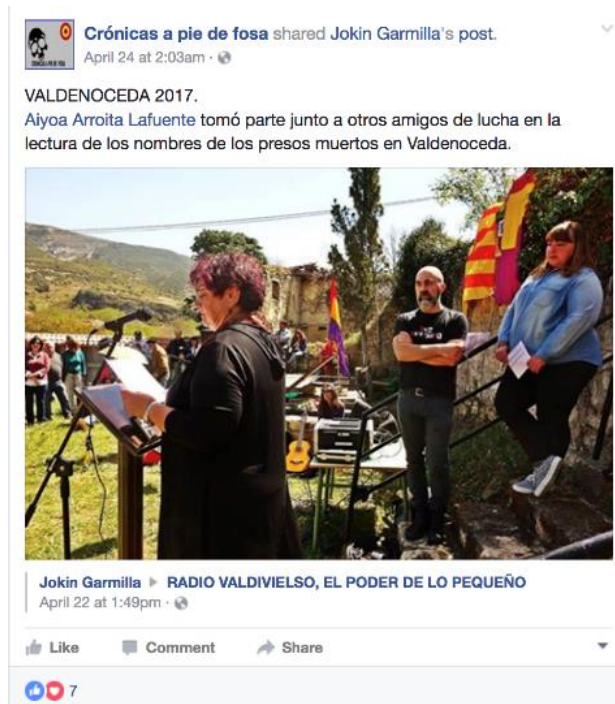 Crónicas a pie de fosa shared Jokin Garmilla's post.
April 24 at 2:03am ·
VALDENOCEDA 2017.
Aiyoa Arroita Lafuente tomó parte junto a otros amigos de lucha en la
lectura de los nombres de los presos muertos en Valdenoceda.
Jokin Garmilla ▶ RADIO VALDIVIELSO, EL PODER DE LO PEQUEÑO
April 22 at 1:49pm ·
Like Comment Share
7